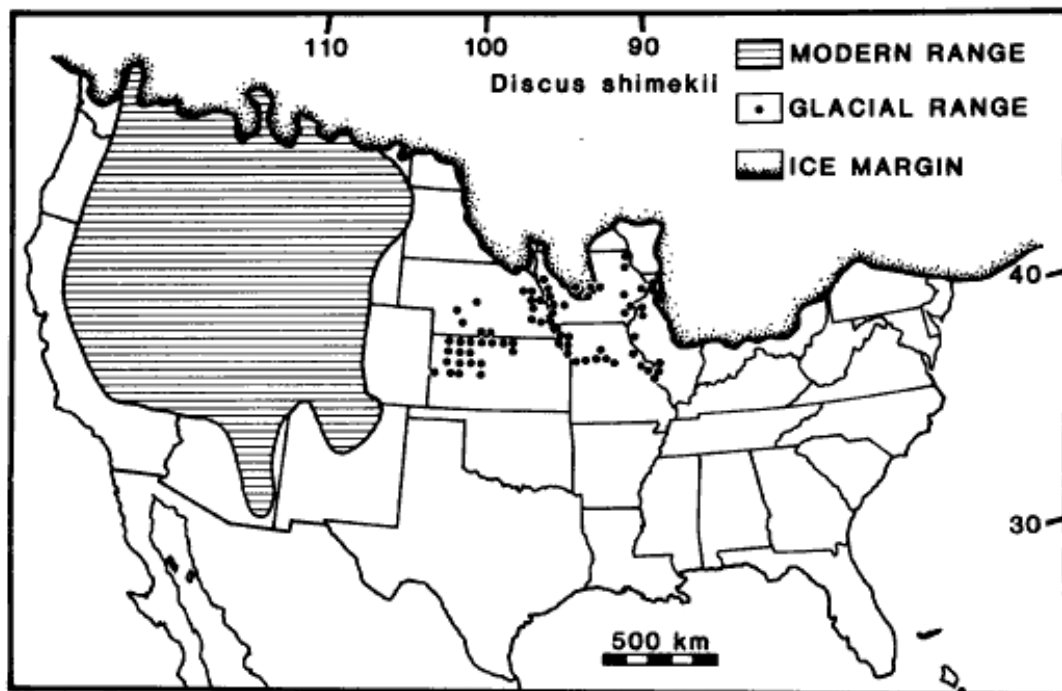 110 100 90
Discus shimekii
MODERN RANGE
GLACIAL RANGE
ICE MARGIN
40
30
500 km